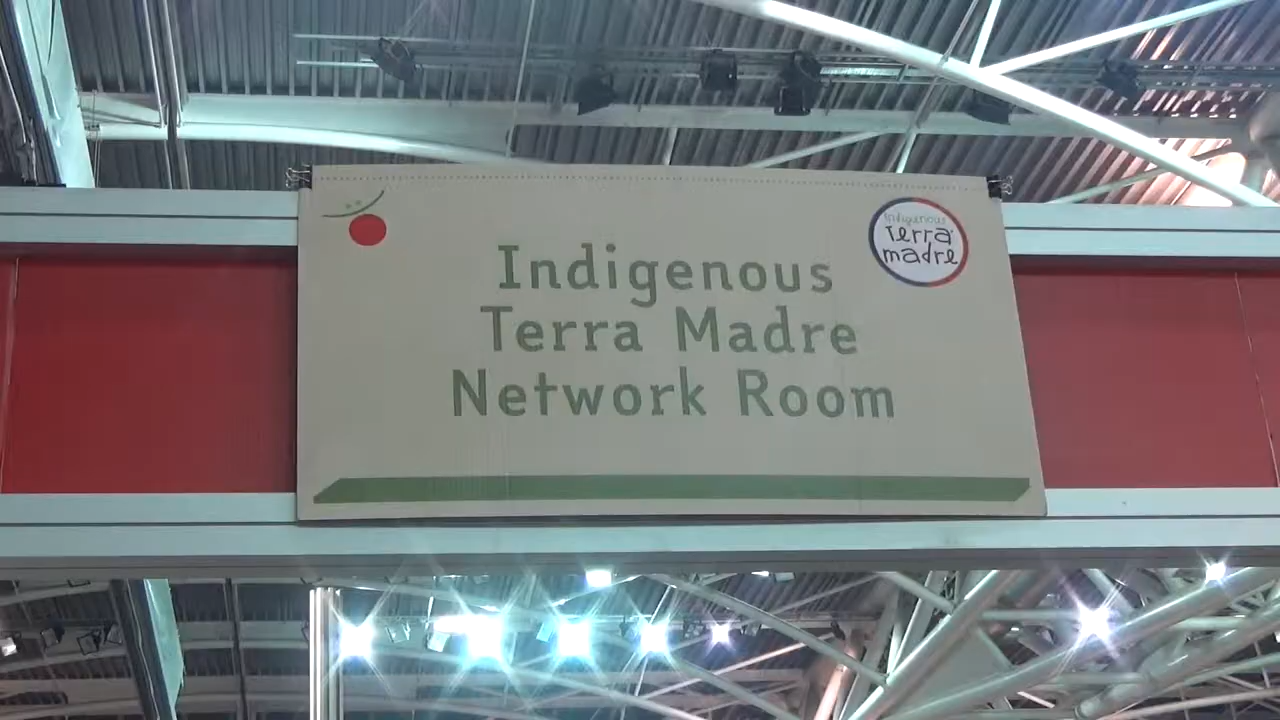 Indigenous
Terra madre
Indigenous
Terra Madre
Network Room